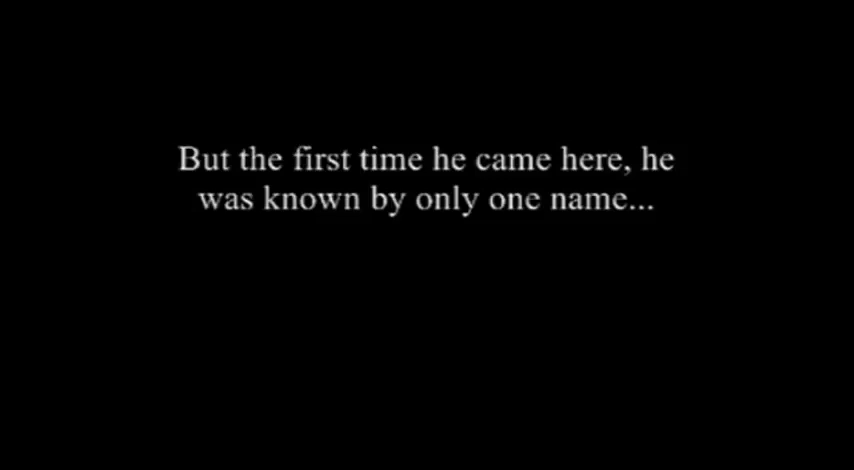 But the first time he came here, he
was known by only one name...